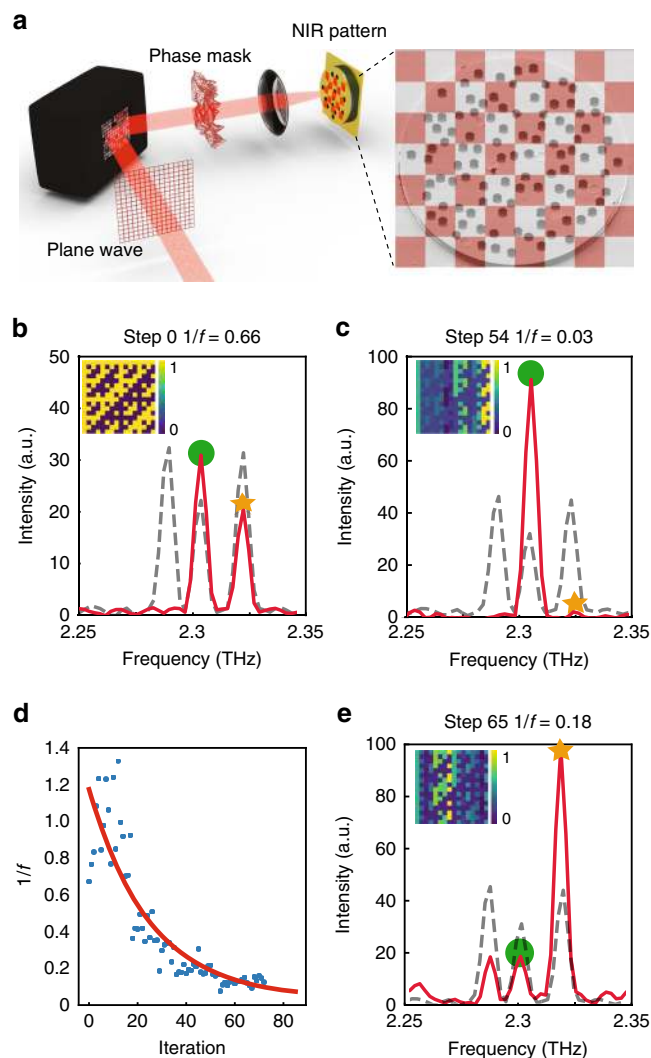 a
NIR pattern
Phase mask
Plane wave
b
Step 0 1/f = 0.66
50
40
30
20
10
0
1
0
Intensity (a.u.)
2.25
2.3
2.35
Frequency (THz)
c
Step 54 1/f = 0.03
100
80
60
40
20
0
1
0
Intensity (a.u.)
2.25
2.3
2.35
Frequency (THz)
d
1.4
1.2
1.0
0.8
0.6
0.4
0.2
0
1/f
0
20
40
60
80
Iteration
e
Step 65 1/f = 0.18
100
80
60
40
20
0
1
0
Intensity (a.u.)
2.25
2.3
2.35
Frequency (THz)